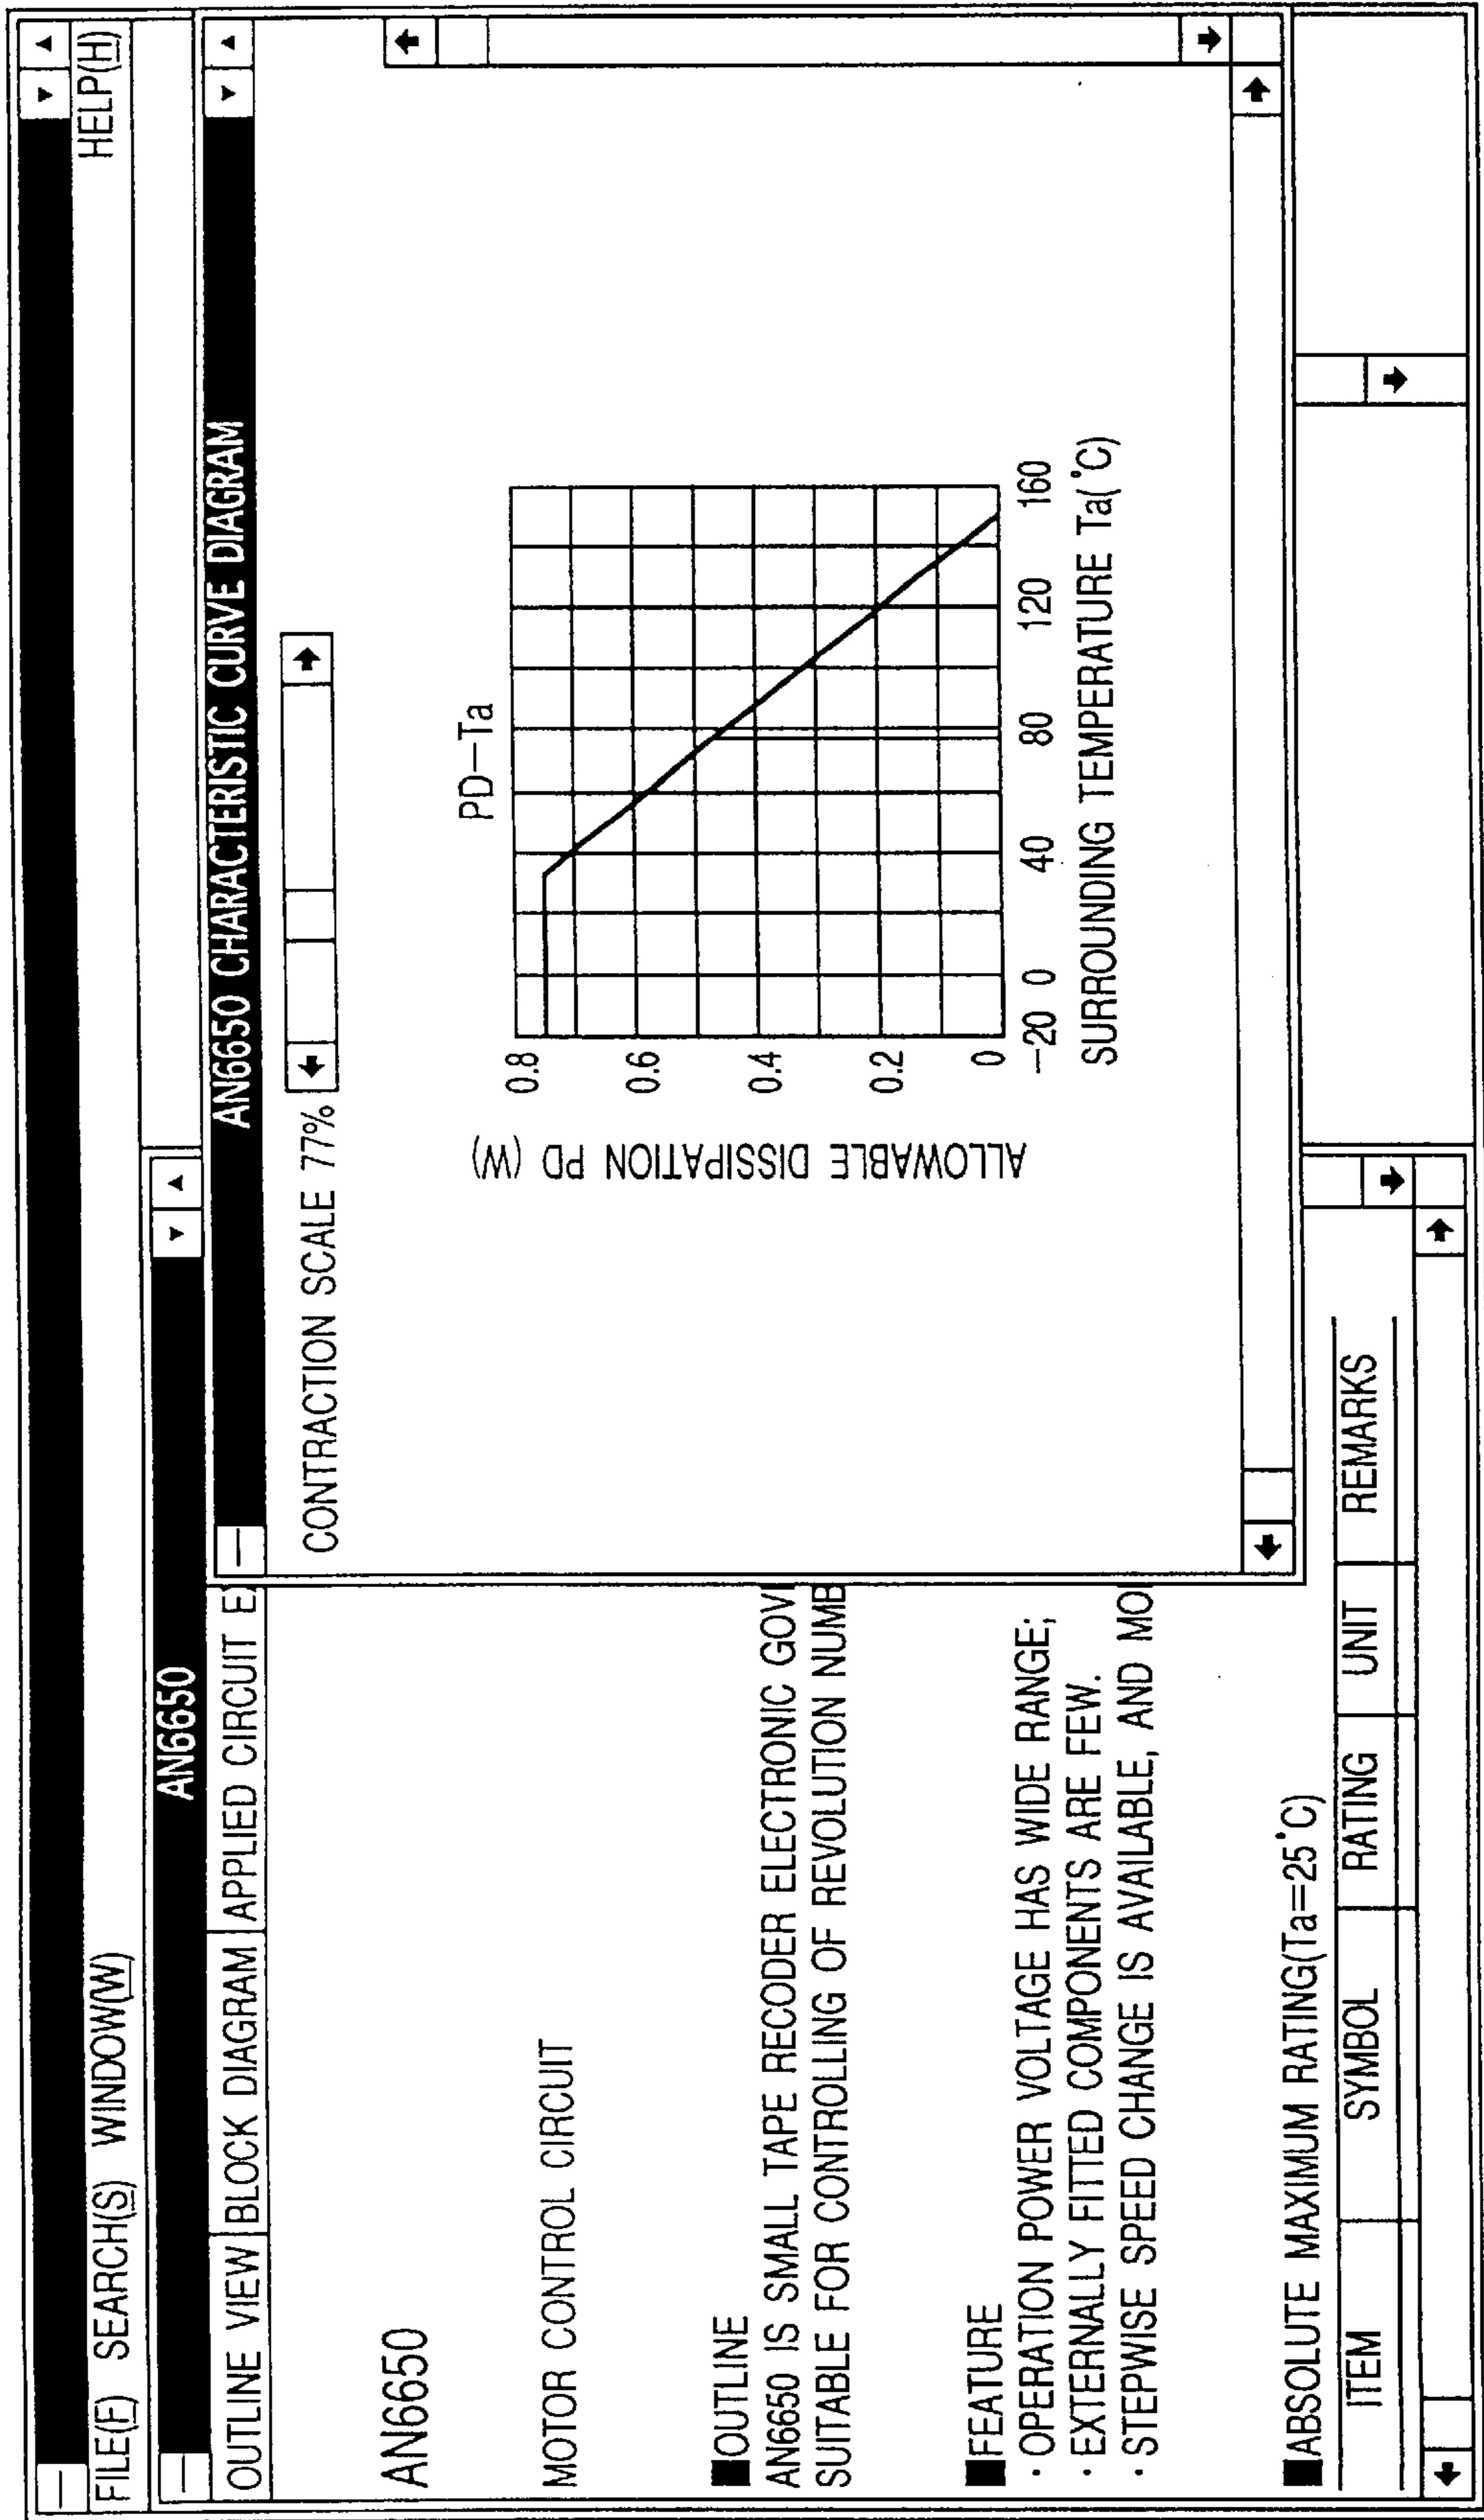 FILE(F) SEARCH(S) WINDOW(W) HELP(H)
AN6650
OUTLINE VIEW BLOCK DIAGRAM APPLIED CIRCUIT
AN6650
MOTOR CONTROL CIRCUIT
■OUTLINE
AN6650 IS SMALL TAPE RECODER ELECTRONIC GOV
SUITABLE FOR CONTROLLING OF REVOLUTION NUMB
■FEATURE
· OPERATION POWER VOLTAGE HAS WIDE RANGE;
· EXTERNALLY FITTED COMPONENTS ARE FEW.
· STEPWISE SPEED CHANGE IS AVAILABLE, AND MO
■ABSOLUTE MAXIMUM RATING(Ta=25°C)
ITEM SYMBOL RATING UNIT REMARKS
AN6650 CHARACTERISTIC CURVE DIAGRAM
CONTRACTION SCALE 77%
PD-Ta
ALLOWABLE DISSIPATION PD (W)
0.8
0.6
0.4
0.2
0
-20 0 40 80 120 160
SURROUNDING TEMPERATURE Ta(°C)